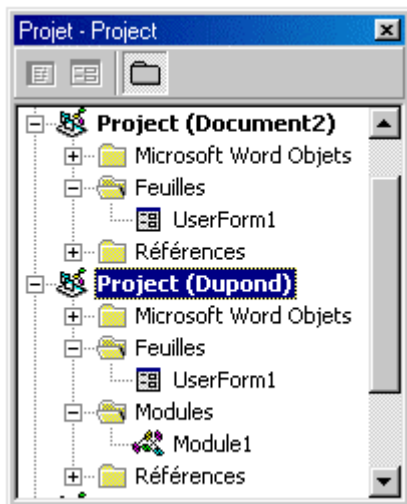 Projet - Project
Project (Document2)
Microsoft Word Objets
Feuilles
UserForm1
Références
Project (Dupond)
Microsoft Word Objets
Feuilles
UserForm1
Modules
Module1
Références